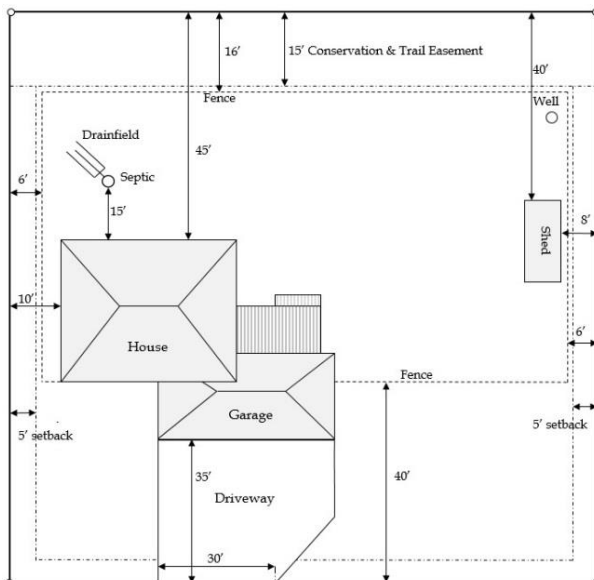 16′
15′ Conservation & Trail Easement
40′
Fence
Well
Drainfield
45′
Septic
6′
15′
Shed
8′
10′
House
6′
Fence
Garage
5′ setback
5′ setback
35′
Driveway
40′
30′